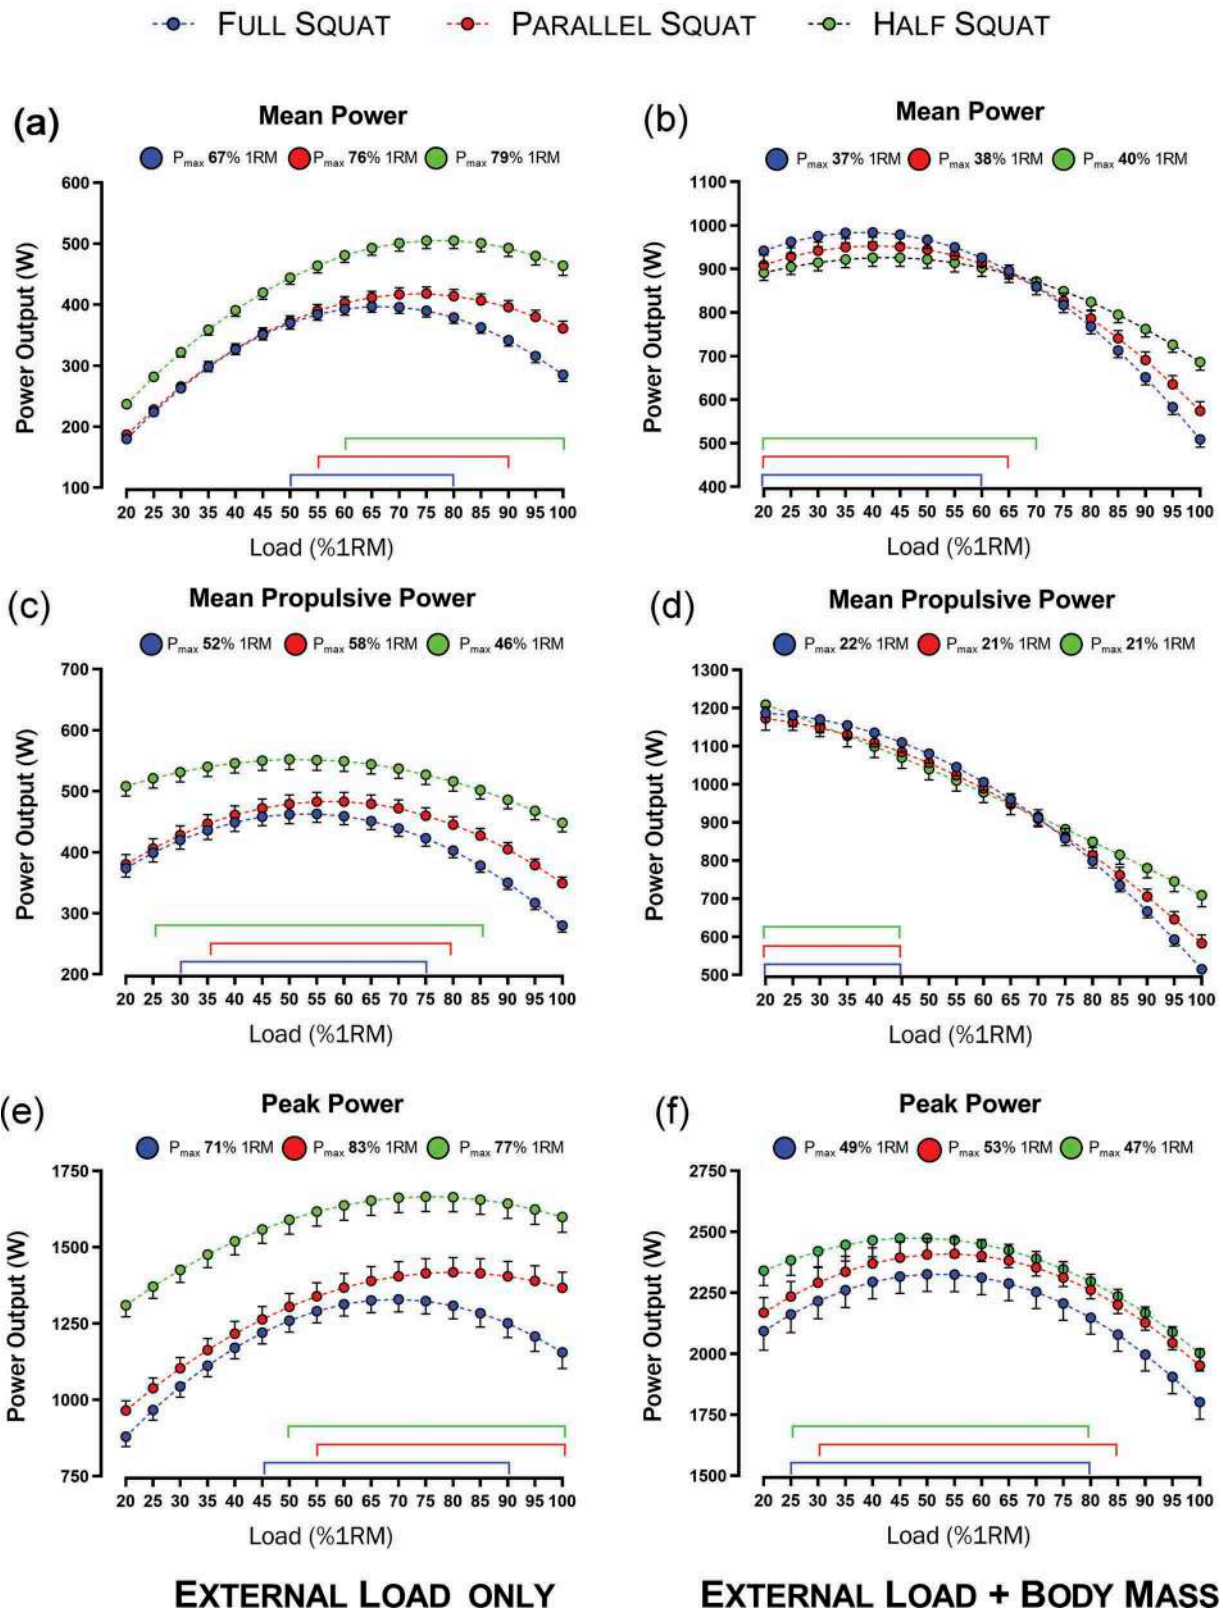 FULL SQUAT PARALLEL SQUAT HALF SQUAT
(a)
Mean Power
Pmax 67% 1RM Pmax 76% 1RM Pmax 79% 1RM
Power Output (W)
600
500
400
300
200
100
20 25 30 35 40 45 50 55 60 65 70 75 80 85 90 95 100
Load (%1RM)
(b)
Mean Power
Pmax 37% 1RM Pmax 38% 1RM Pmax 40% 1RM
Power Output (W)
1100
1000
900
800
700
600
500
400
20 25 30 35 40 45 50 55 60 65 70 75 80 85 90 95 100
Load (%1RM)
(c)
Mean Propulsive Power
Pmax 52% 1RM Pmax 58% 1RM Pmax 46% 1RM
Power Output (W)
700
600
500
400
300
200
20 25 30 35 40 45 50 55 60 65 70 75 80 85 90 95 100
Load (%1RM)
(d)
Mean Propulsive Power
Pmax 22% 1RM Pmax 21% 1RM Pmax 21% 1RM
Power Output (W)
1300
1200
1100
1000
900
800
700
600
500
20 25 30 35 40 45 50 55 60 65 70 75 80 85 90 95 100
Load (%1RM)
(e)
Peak Power
Pmax 71% 1RM Pmax 83% 1RM Pmax 77% 1RM
Power Output (W)
1750
1500
1250
1000
750
20 25 30 35 40 45 50 55 60 65 70 75 80 85 90 95 100
Load (%1RM)
(f)
Peak Power
Pmax 49% 1RM Pmax 53% 1RM Pmax 47% 1RM
Power Output (W)
2750
2500
2250
2000
1750
1500
20 25 30 35 40 45 50 55 60 65 70 75 80 85 90 95 100
Load (%1RM)
EXTERNAL LOAD ONLY
EXTERNAL LOAD + BODY MASS